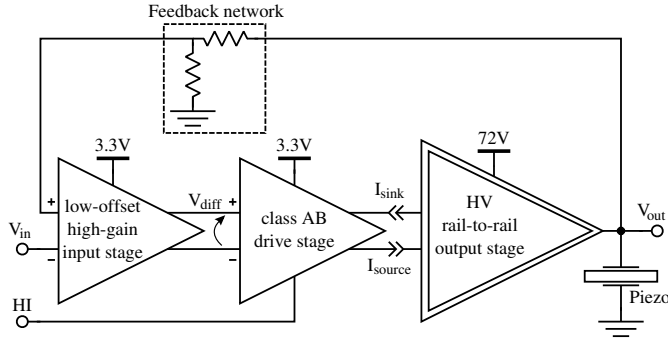 Feedback network
3.3V
3.3V
72V
+
low-offset
high-gain
input stage
−
V_in
V_diff
+
class AB
drive stage
−
I_sink
I_source
HV
rail-to-rail
output stage
V_out
HI
Piezo